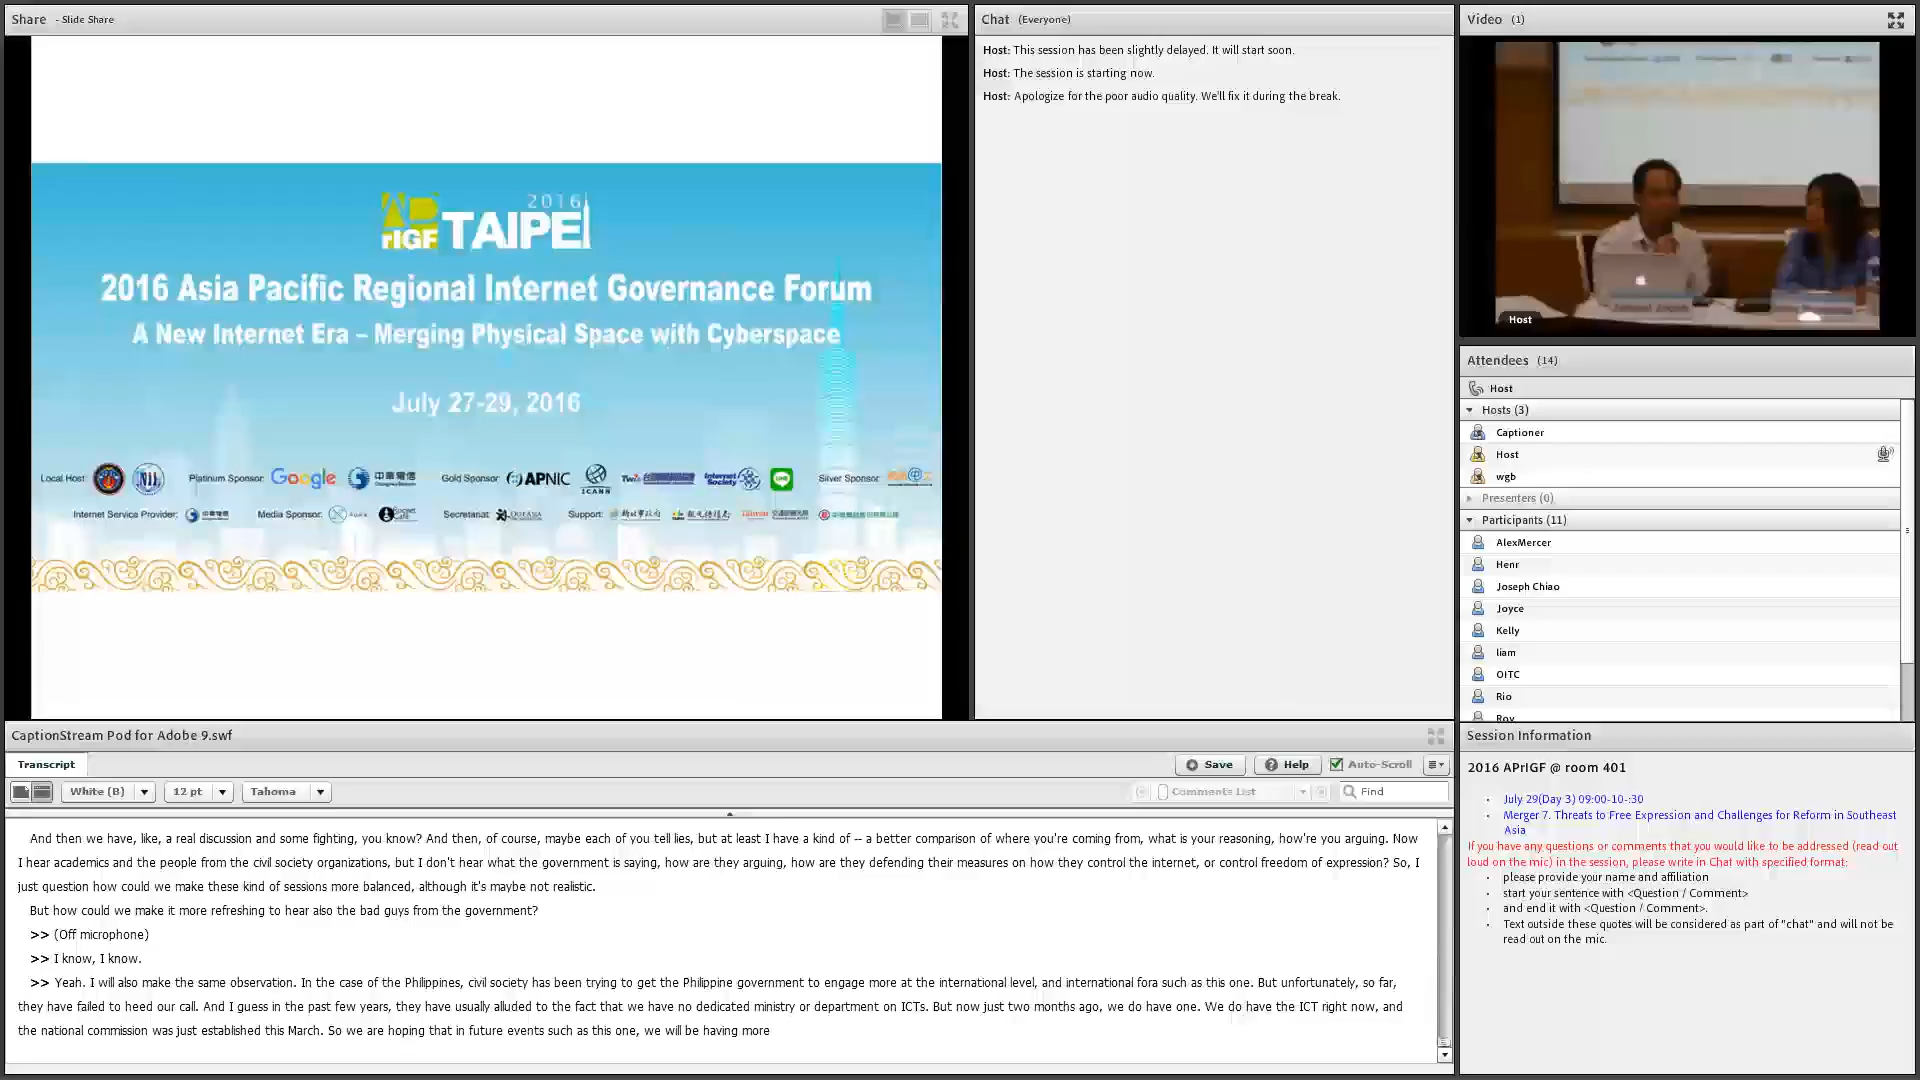 Share - Slide Share
2016
rIGF TAIPEI
2016 Asia Pacific Regional Internet Governance Forum
A New Internet Era – Merging Physical Space with Cyberspace
July 27-29, 2016
Local Host: NII Platinum Sponsor: Google 中華電信 Gold Sponsor: APNIC ICANN Internet Society LINE Silver Sponsor:
Internet Service Provider: 中華電信 Media Sponsor: Secretariat: Support:
Chat (Everyone)
Host: This session has been slightly delayed. It will start soon.
Host: The session is starting now.
Host: Apologize for the poor audio quality. We'll fix it during the break.
Video (1)
Host
Attendees (14)
Host
Hosts (3)
Captioner
Host
wgb
Presenters (0)
Participants (11)
AlexMercer
Henr
Joseph Chiao
Joyce
Kelly
liam
OITC
Rio
Roy
CaptionStream Pod for Adobe 9.swf
Transcript Save Help Auto-Scroll
White (B) 12 pt Tahoma Comments List Find
And then we have, like, a real discussion and some fighting, you know? And then, of course, maybe each of you tell lies, but at least I have a kind of -- a better comparison of where you're coming from, what is your reasoning, how're you arguing. Now
I hear academics and the people from the civil society organizations, but I don't hear what the government is saying, how are they arguing, how are they defending their measures on how they control the internet, or control freedom of expression? So, I
just question how could we make these kind of sessions more balanced, although it's maybe not realistic.
But how could we make it more refreshing to hear also the bad guys from the government?
>> (Off microphone)
>> I know, I know.
>> Yeah. I will also make the same observation. In the case of the Philippines, civil society has been trying to get the Philippine government to engage more at the international level, and international fora such as this one. But unfortunately, so far,
they have failed to heed our call. And I guess in the past few years, they have usually alluded to the fact that we have no dedicated ministry or department on ICTs. But now just two months ago, we do have one. We do have the ICT right now, and
the national commission was just established this March. So we are hoping that in future events such as this one, we will be having more
Session Information
2016 APrIGF @ room 401
July 29(Day 3) 09:00-10-:30
Merger 7. Threats to Free Expression and Challenges for Reform in Southeast
Asia
If you have any questions or comments that you would like to be addressed (read out
loud on the mic) in the session, please write in Chat with specified format:
please provide your name and affiliation
start your sentence with <Question / Comment>
and end it with <Question / Comment>.
Text outside these quotes will be considered as part of "chat" and will not be
read out on the mic.